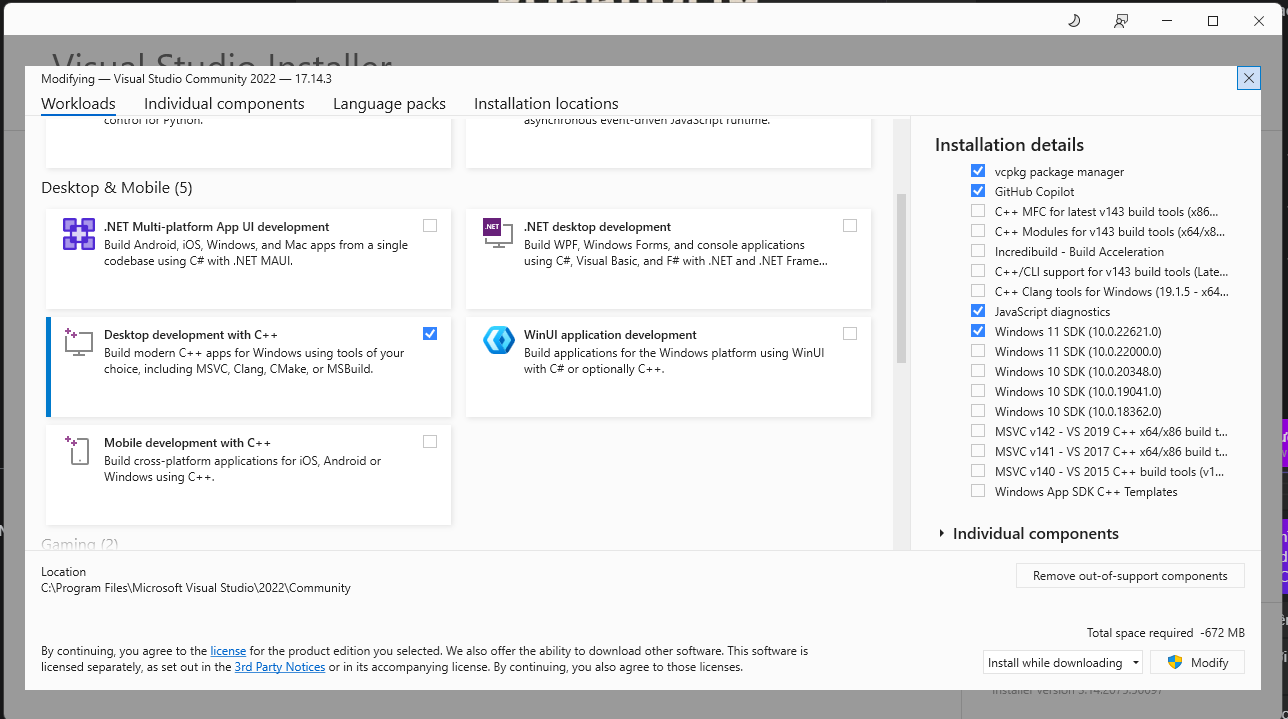 Visual Studio Installer
Modifying — Visual Studio Community 2022 — 17.14.3
Workloads
Individual components
Language packs
Installation locations
control for Python.
asynchronous event-driven JavaScript runtime.
Desktop & Mobile (5)
.NET Multi-platform App UI development
Build Android, iOS, Windows, and Mac apps from a single
codebase using C# with .NET MAUI.
.NET
.NET desktop development
Build WPF, Windows Forms, and console applications
using C#, Visual Basic, and F# with .NET and .NET Frame...
Desktop development with C++
Build modern C++ apps for Windows using tools of your
choice, including MSVC, Clang, CMake, or MSBuild.
WinUI application development
Build applications for the Windows platform using WinUI
with C# or optionally C++.
Mobile development with C++
Build cross-platform applications for iOS, Android or
Windows using C++.
Gaming (2)
Installation details
vcpkg package manager
GitHub Copilot
C++ MFC for latest v143 build tools (x86...
C++ Modules for v143 build tools (x64/x8...
Incredibuild - Build Acceleration
C++/CLI support for v143 build tools (Late...
C++ Clang tools for Windows (19.1.5 - x64...
JavaScript diagnostics
Windows 11 SDK (10.0.22621.0)
Windows 11 SDK (10.0.22000.0)
Windows 10 SDK (10.0.20348.0)
Windows 10 SDK (10.0.19041.0)
Windows 10 SDK (10.0.18362.0)
MSVC v142 - VS 2019 C++ x64/x86 build t...
MSVC v141 - VS 2017 C++ x64/x86 build t...
MSVC v140 - VS 2015 C++ build tools (v1...
Windows App SDK C++ Templates
Individual components
Location
C:\Program Files\Microsoft Visual Studio\2022\Community
Remove out-of-support components
Total space required -672 MB
By continuing, you agree to the license for the product edition you selected. We also offer the ability to download other software. This software is
licensed separately, as set out in the 3rd Party Notices or in its accompanying license. By continuing, you also agree to those licenses.
Install while downloading
Modify